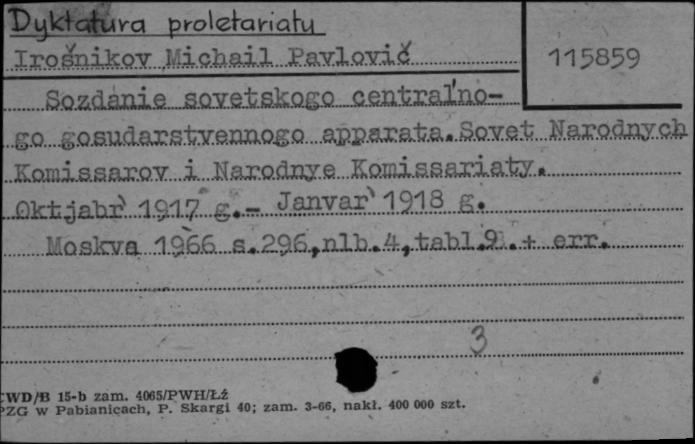 Dyktatura proletariatu
Irošnikov Michail Pavlovič
115859
Sozdanie sovetskogo central'no-
go gosudarstvennogo apparata. Sovet Narodnych
Komissarov i Narodnye Komissariaty.
Oktjabr' 1917 g.- Janvar' 1918 g.
Moskva 1966 s.296,nlb.4,tabl.9.+ err.
3
CWD/B 15-b zam. 4065/PWH/Łź
PZG w Pabianicach, P. Skargi 40; zam. 3-66, nakł. 400 000 szt.